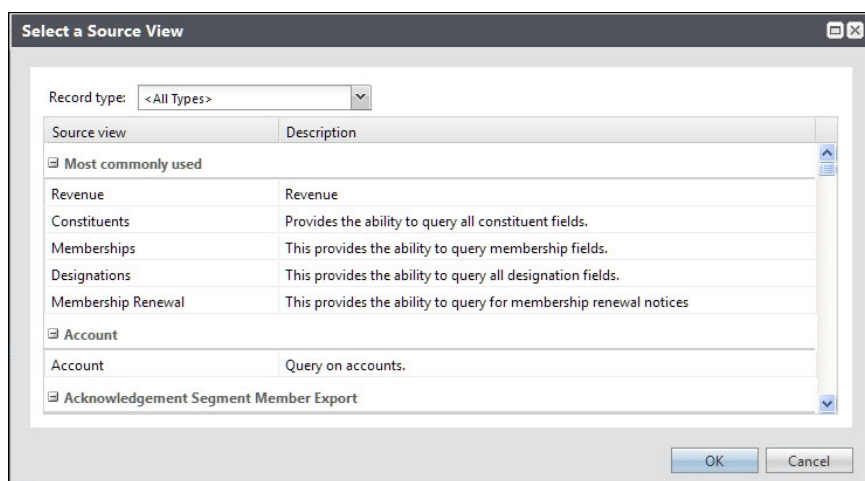 Select a Source View
Record type: <All Types>
Source view Description
Most commonly used
Revenue Revenue
Constituents Provides the ability to query all constituent fields.
Memberships This provides the ability to query membership fields.
Designations This provides the ability to query all designation fields.
Membership Renewal This provides the ability to query for membership renewal notices
Account
Account Query on accounts.
Acknowledgement Segment Member Export
OK Cancel